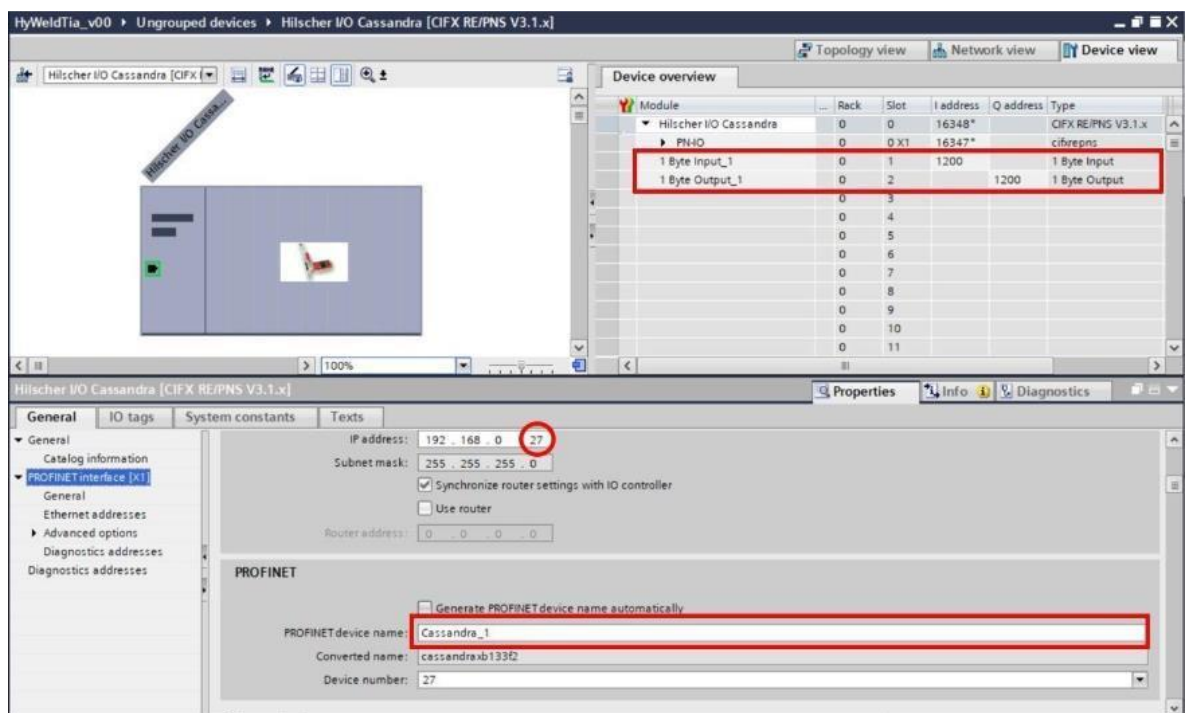 HyWeldTia_v00 ▸ Ungrouped devices ▸ Hilscher I/O Cassandra [CIFX RE/PNS V3.1.x]
Topology view Network view Device view
Hilscher I/O Cassandra [CIFX
Device overview
Hilscher I/O Cassa...
Module ... Rack Slot I address Q address Type
Hilscher I/O Cassandra 0 0 16348* CIFX RE/PNS V3.1.x
PN-IO 0 0 X1 16347* cifxrepns
1 Byte Input_1 0 1 1200 1 Byte Input
1 Byte Output_1 0 2 1200 1 Byte Output
0 3
0 4
0 5
0 6
0 7
0 8
0 9
0 10
0 11
100%
Hilscher I/O Cassandra [CIFX RE/PNS V3.1.x]
Properties Info Diagnostics
General IO tags System constants Texts
General
Catalog information
PROFINET interface [X1]
General
Ethernet addresses
Advanced options
Diagnostics addresses
Diagnostics addresses
IP address: 192 . 168 . 0 . 27
Subnet mask: 255 . 255 . 255 . 0
Synchronize router settings with IO controller
Use router
Router address: 0 . 0 . 0 . 0
PROFINET
Generate PROFINET device name automatically
PROFINET device name: Cassandra_1
Converted name: cassandraxb133f2
Device number: 27